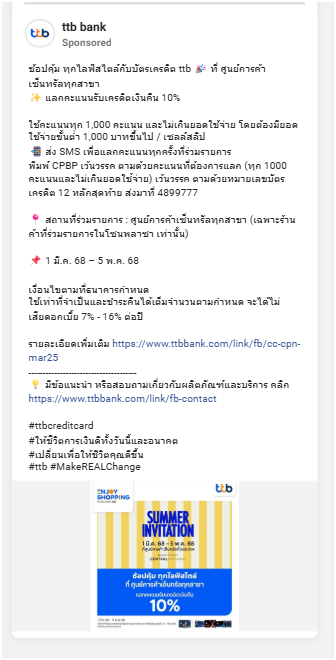 ttb
ttb bank
Sponsored
ช้อปคุ้ม ทุกไลฟ์สไตล์กับบัตรเครดิต ttb 🎉 ที่ ศูนย์การค้า
เซ็นทรัลทุกสาขา
✨ แลกคะแนนรับเครดิตเงินคืน 10%
ใช้คะแนนทุก 1,000 คะแนน และไม่เกินยอดใช้จ่าย โดยต้องมียอด
ใช้จ่ายขั้นต่ำ 1,000 บาทขึ้นไป / เซลล์สลิป
📲 ส่ง SMS เพื่อแลกคะแนนทุกครั้งที่ร่วมรายการ
พิมพ์ CPBP เว้นวรรค ตามด้วยคะแนนที่ต้องการแลก (ทุก 1000
คะแนนและไม่เกินยอดใช้จ่าย) เว้นวรรค ตามด้วยหมายเลขบัตร
เครดิต 12 หลักสุดท้าย ส่งมาที่ 4899777
📍 สถานที่ร่วมรายการ : ศูนย์การค้าเซ็นทรัลทุกสาขา (เฉพาะร้าน
ค้าที่ร่วมรายการในโซนพลาซา เท่านั้น)
📌 1 มี.ค. 68 – 5 พ.ค. 68
เงื่อนไขตามที่ธนาคารกำหนด
ใช้เท่าที่จำเป็นและชำระคืนได้เต็มจำนวนตามกำหนด จะได้ไม่
เสียดอกเบี้ย 7% - 16% ต่อปี
รายละเอียดเพิ่มเติม https://www.ttbbank.com/link/fb/cc-cpn-
mar25
------------------------------------
💡 มีข้อแนะนำ หรือสอบถามเกี่ยวกับผลิตภัณฑ์และบริการ คลิก
https://www.ttbbank.com/link/fb-contact
#ttbcreditcard
#ให้ชีวิตการเงินดีทั้งวันนี้และอนาคต
#เปลี่ยนเพื่อให้ชีวิตคุณดีขึ้น
#ttb #MakeREALChange
ENJOY
SHOPPING
ttb
SUMMER
INVITATION
1 มี.ค. 68 – 5 พ.ค. 68
ที่ ศูนย์การค้าเซ็นทรัลทุกสาขา
CENTRAL
ช้อปคุ้ม ทุกไลฟ์สไตล์
ที่ ศูนย์การค้าเซ็นทรัลทุกสาขา
แลกคะแนนรับเครดิตเงินคืน
10%